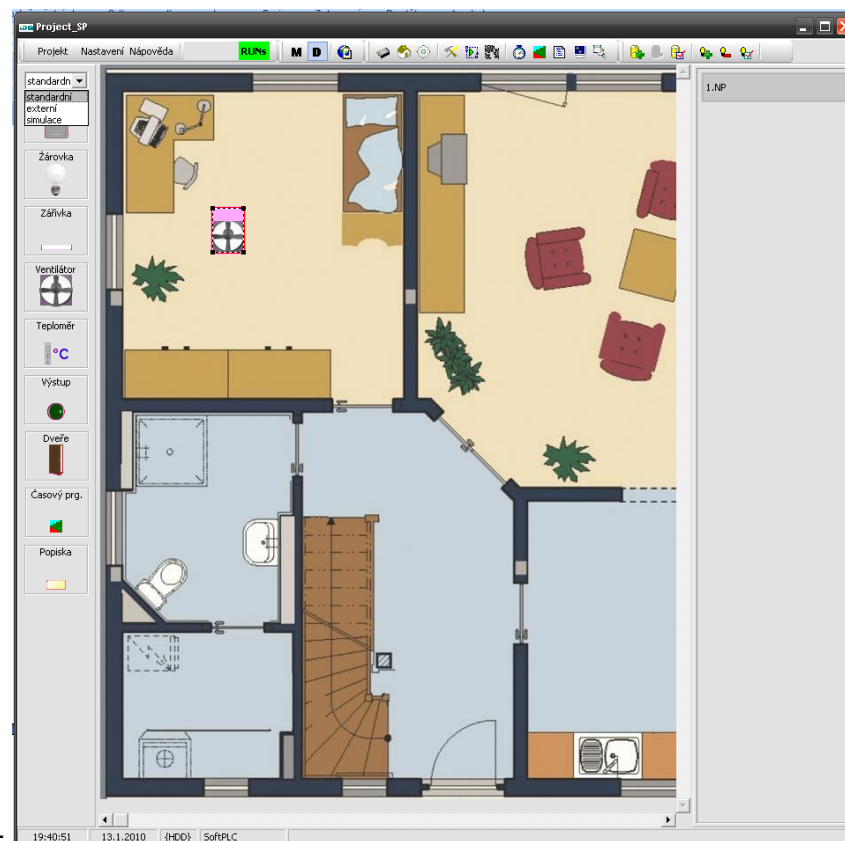 Project_SP
Projekt Nastavení Nápověda RUNs M D
standardn
standardní
externí
simulace
1.NP
Žárovka
Zářivka
Ventilátor
Teploměr
°C
Výstup
Dveře
Časový prg.
Popiska
19:40:51 13.1.2010 {HDD} SoftPLC